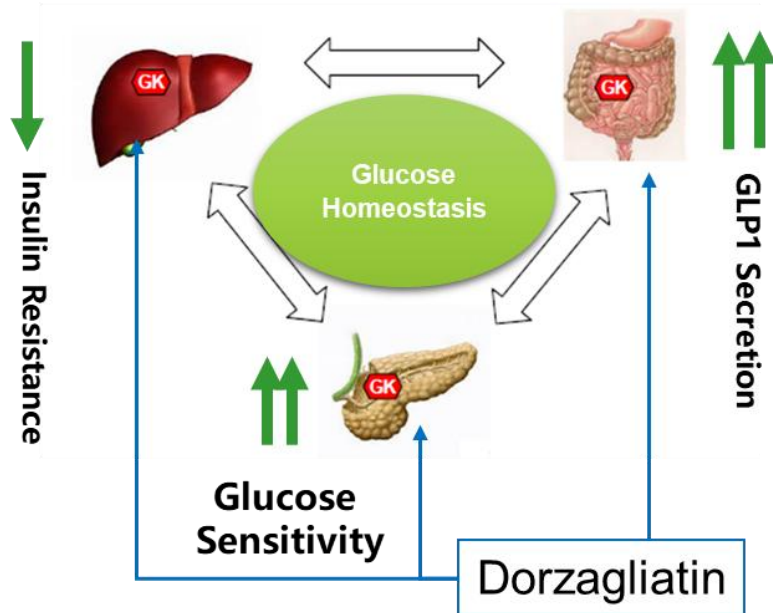 GK
GK
Glucose
Homeostasis
Insulin Resistance
GLP1 Secretion
GK
Glucose
Sensitivity
Dorzagliatin